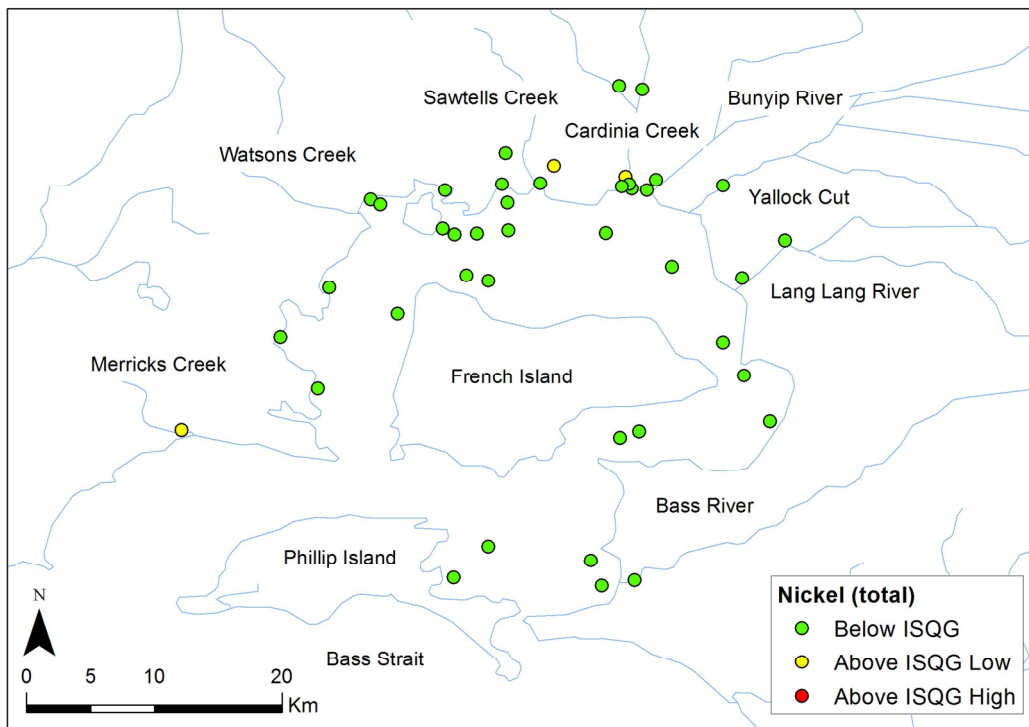 Sawtells Creek
Bunyip River
Cardinia Creek
Watsons Creek
Yallock Cut
Lang Lang River
Merricks Creek
French Island
Bass River
Phillip Island
Bass Strait
N
0 5 10 20
Km
Nickel (total)
Below ISQG
Above ISQG Low
Above ISQG High